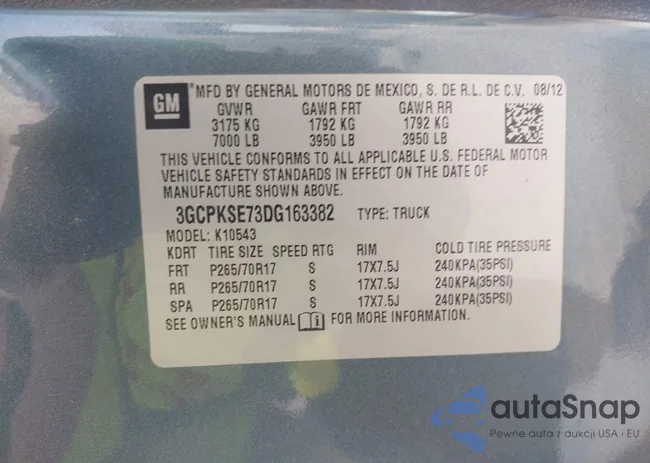 GM
*MFD BY GENERAL MOTORS DE MEXICO, S. DE R.L. DE C.V. 08/12
GVWR GAWR FRT GAWR RR
3175 KG 1792 KG 1792 KG
7000 LB 3950 LB 3950 LB
THIS VEHICLE CONFORMS TO ALL APPLICABLE U.S. FEDERAL MOTOR
VEHICLE SAFETY STANDARDS IN EFFECT ON THE DATE OF
MANUFACTURE SHOWN ABOVE.
3GCPKSE73DG163382 TYPE: TRUCK
MODEL: K10543
KDRT TIRE SIZE SPEED RTG RIM COLD TIRE PRESSURE
FRT P265/70R17 S 17X7.5J 240KPA(35PSI)
RR P265/70R17 S 17X7.5J 240KPA(35PSI)
SPA P265/70R17 S 17X7.5J 240KPA(35PSI)
SEE OWNER'S MANUAL FOR MORE INFORMATION.
autaSnap
Pewne auta z aukcji USA i EU